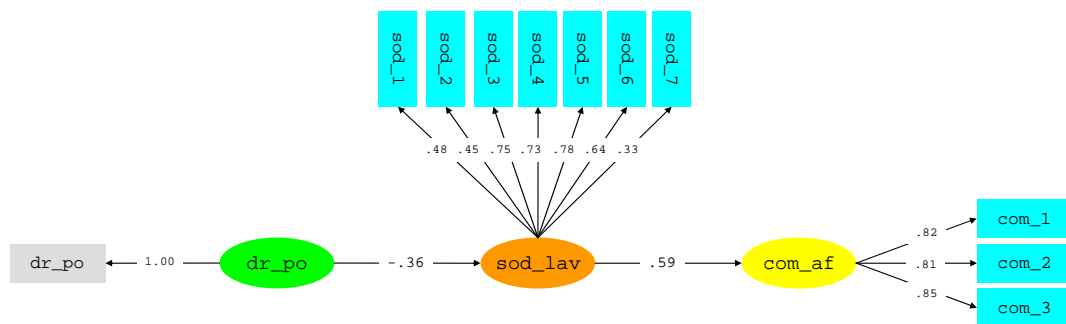 sod_1
sod_2
sod_3
sod_4
sod_5
sod_6
sod_7
.48 .45 .75 .73 .78 .64 .33
com_1
.82
dr_po
1.00
dr_po
-.36
sod_lav
.59
com_af
.81
com_2
.85
com_3